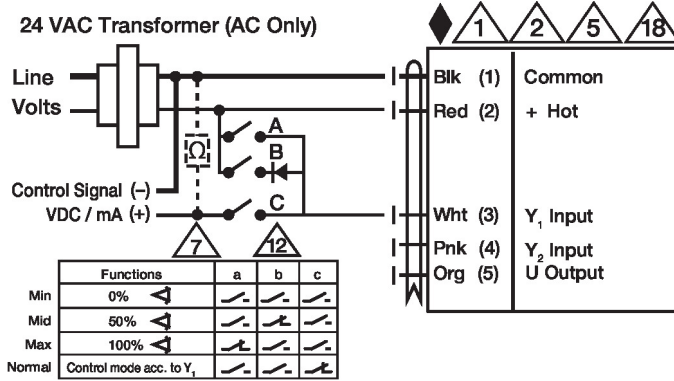 24 VAC Transformer (AC Only)
1 2 5 18
Line
Volts
Blk (1) Common
Red (2) + Hot
A
B
C
Ω
Control Signal (–)
VDC / mA (+)
Wht (3) Y₁ Input
Pnk (4) Y₂ Input
Org (5) U Output
7 12
Functions a b c
Min 0%
Mid 50%
Max 100%
Normal Control mode acc. to Y₁